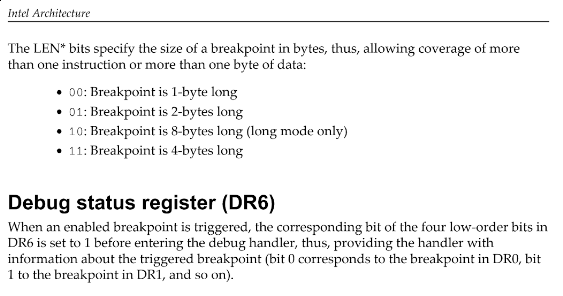 Intel Architecture
The LEN* bits specify the size of a breakpoint in bytes, thus, allowing coverage of more
than one instruction or more than one byte of data:
• 00: Breakpoint is 1-byte long
• 01: Breakpoint is 2-bytes long
• 10: Breakpoint is 8-bytes long (long mode only)
• 11: Breakpoint is 4-bytes long
Debug status register (DR6)
When an enabled breakpoint is triggered, the corresponding bit of the four low-order bits in
DR6 is set to 1 before entering the debug handler, thus, providing the handler with
information about the triggered breakpoint (bit 0 corresponds to the breakpoint in DR0, bit
1 to the breakpoint in DR1, and so on).